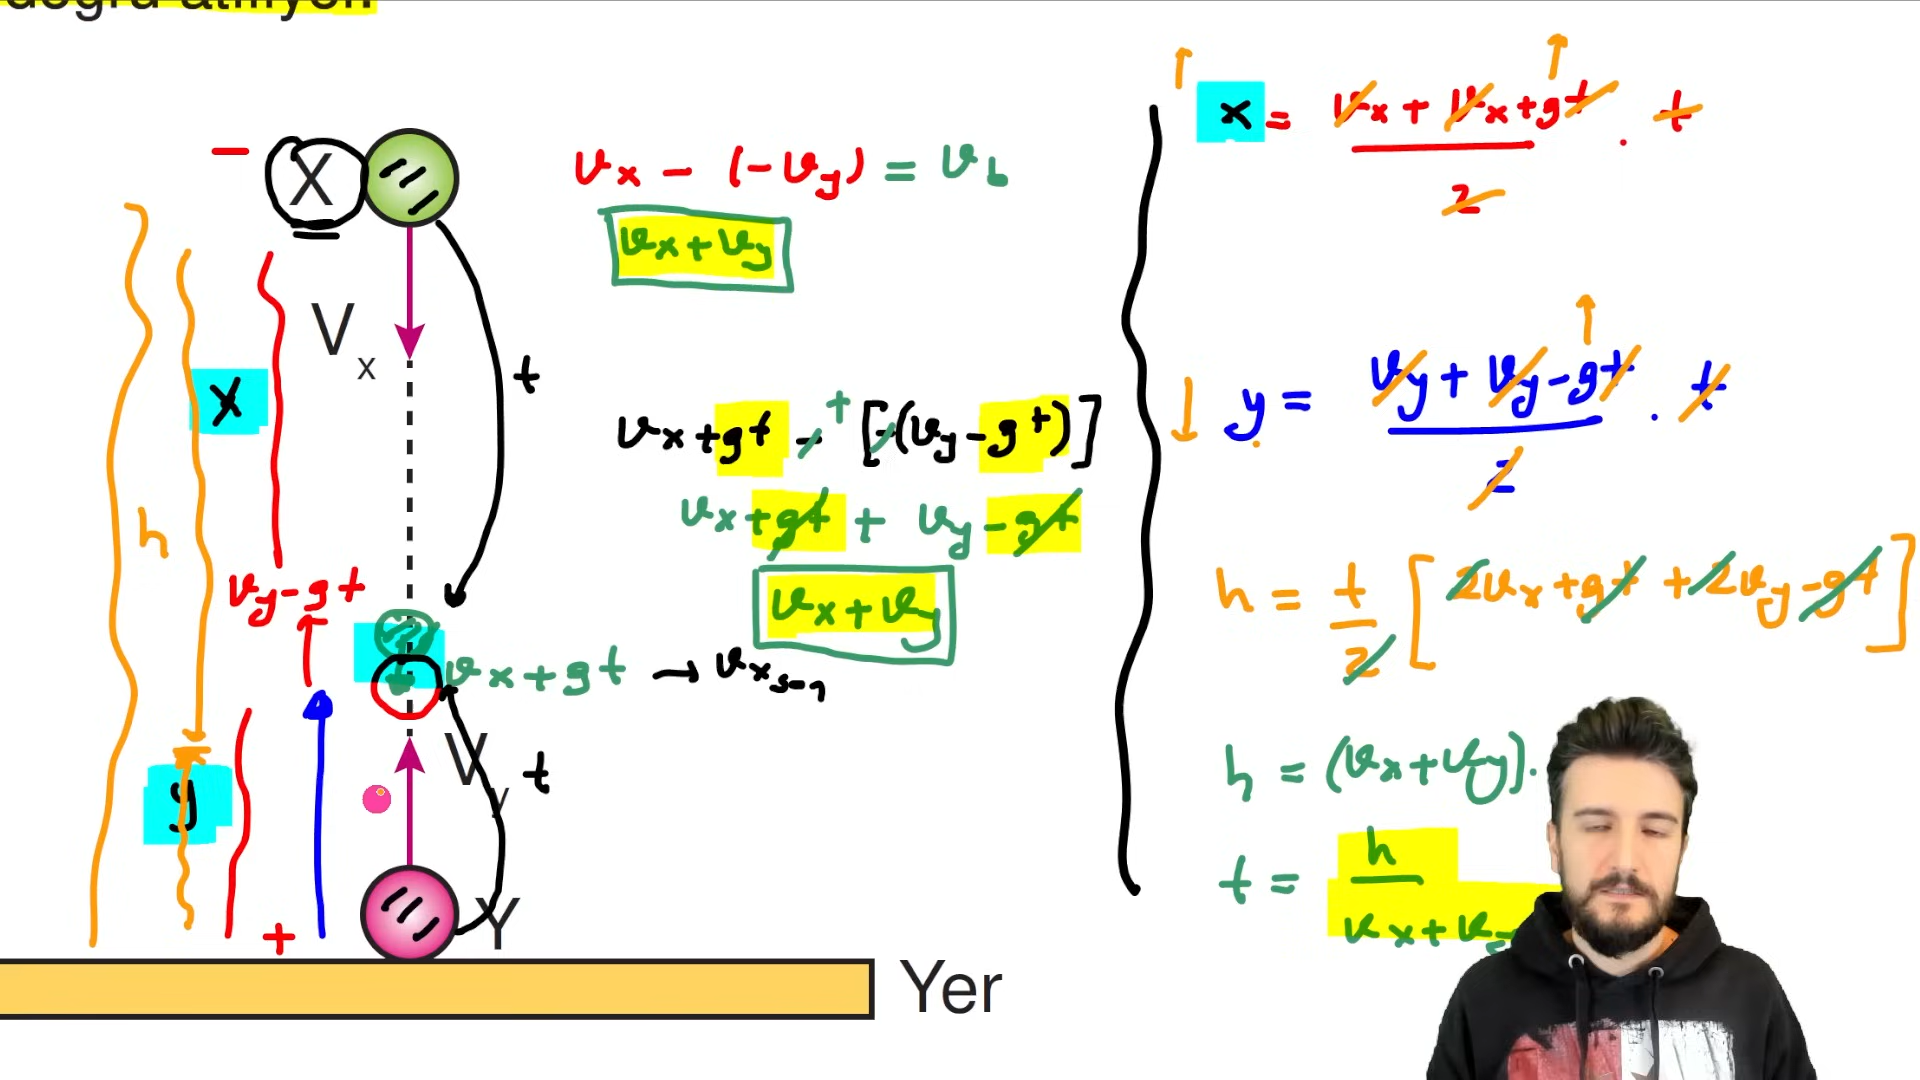 doğru atılıyor.
− X
Vx
t
h
x
vy-gt
vx+gt → vxson
Vy
t
y
+
Y
Yer
vx − (−vy) = vb
vx+vy
vx+gt - + [-(vy-gt)]
vx+gt + vy-gt
vx+vy
x = vx + vx+gt / 2 . t
y = vy + vy-gt / 2 . t
h = t/2 [2vx+gt + 2vy-gt]
h = (vx+vy).
t = h / vx+vy